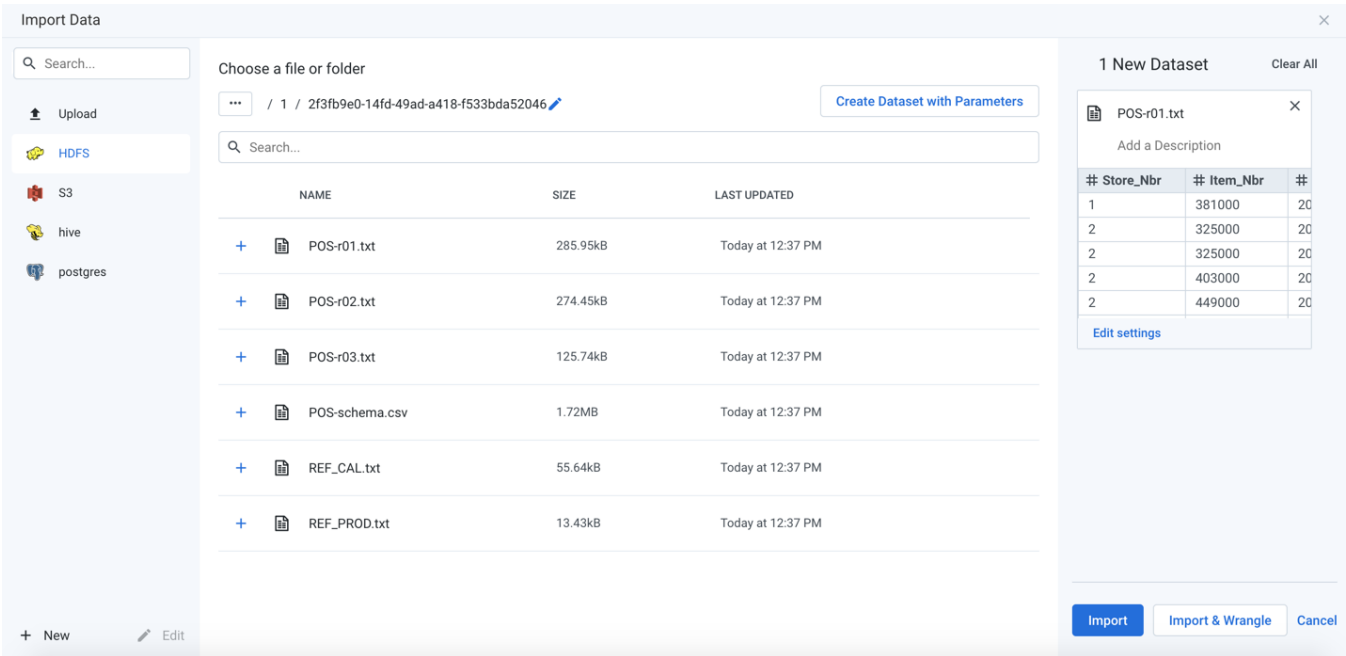 Import Data
Search...
Upload
HDFS
S3
hive
postgres
+ New
Edit
Choose a file or folder
... / 1 / 2f3fb9e0-14fd-49ad-a418-f533bda52046
Create Dataset with Parameters
Search...
NAME SIZE LAST UPDATED
+ POS-r01.txt 285.95kB Today at 12:37 PM
+ POS-r02.txt 274.45kB Today at 12:37 PM
+ POS-r03.txt 125.74kB Today at 12:37 PM
+ POS-schema.csv 1.72MB Today at 12:37 PM
+ REF_CAL.txt 55.64kB Today at 12:37 PM
+ REF_PROD.txt 13.43kB Today at 12:37 PM
1 New Dataset Clear All
POS-r01.txt
Add a Description
# Store_Nbr # Item_Nbr #
1 381000 20
2 325000 20
2 325000 20
2 403000 20
2 449000 20
Edit settings
Import Import & Wrangle Cancel